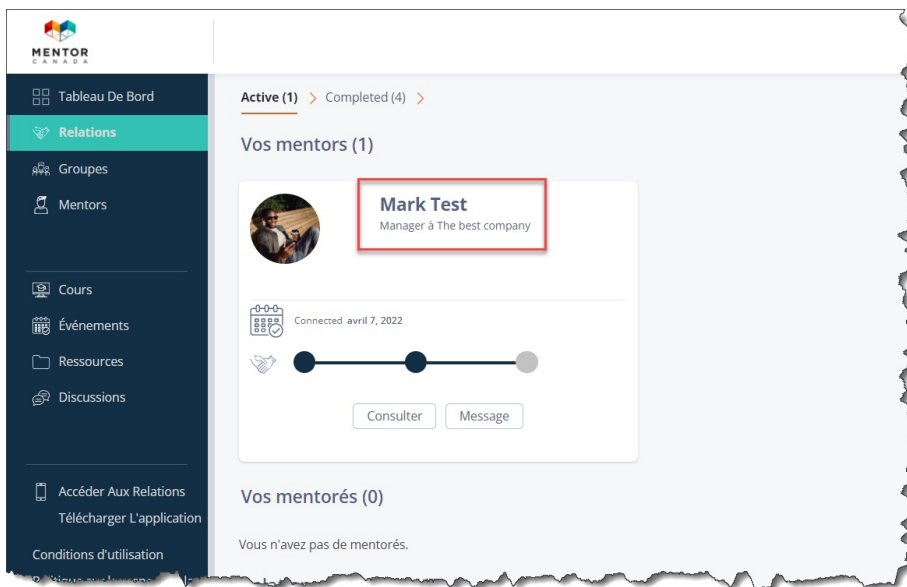 MENTOR
CANADA
Tableau De Bord
Relations
Groupes
Mentors
Cours
Événements
Ressources
Discussions
Accéder Aux Relations
Télécharger L'application
Conditions d'utilisation
Active (1) > Completed (4) >
Vos mentors (1)
Mark Test
Manager à The best company
Connected avril 7, 2022
Consulter
Message
Vos mentorés (0)
Vous n'avez pas de mentorés.